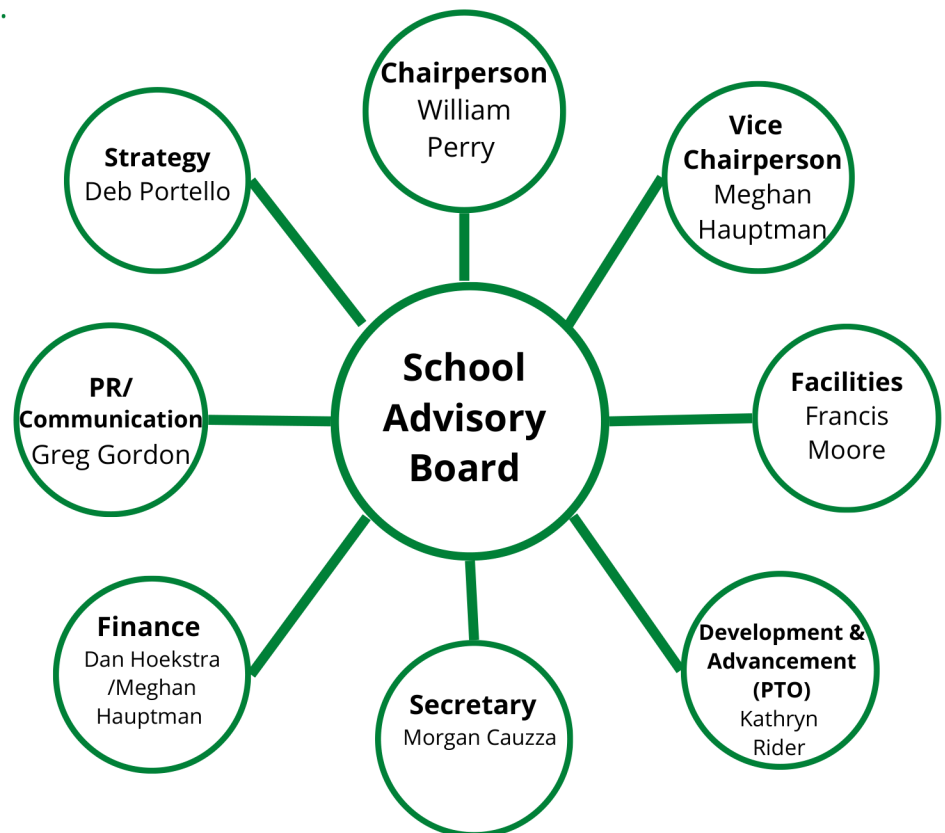 Chairperson
William
Perry
Vice
Chairperson
Meghan
Hauptman
Strategy
Deb Portello
School
Advisory
Board
PR/
Communication
Greg Gordon
Facilities
Francis
Moore
Finance
Dan Hoekstra
/Meghan
Hauptman
Secretary
Morgan Cauzza
Development &
Advancement
(PTO)
Kathryn
Rider